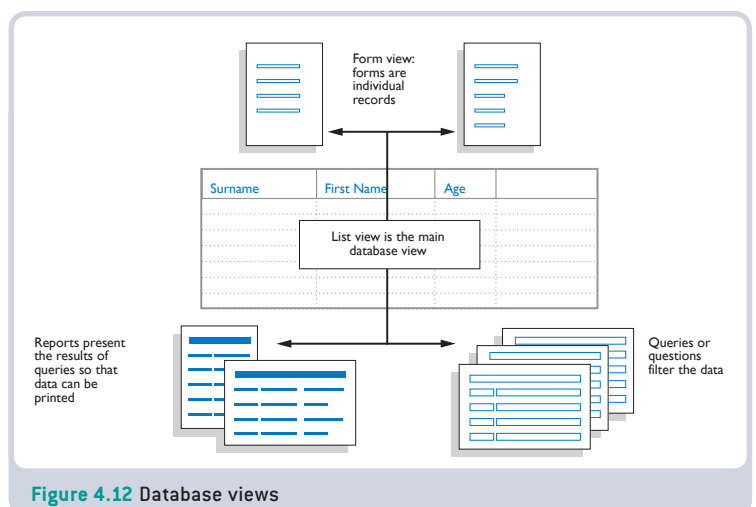 Form view:
forms are
individual
records
Surname First Name Age
List view is the main
database view
Reports present
the results of
queries so that
data can be
printed
Queries or
questions
filter the data
Figure 4.12 Database views